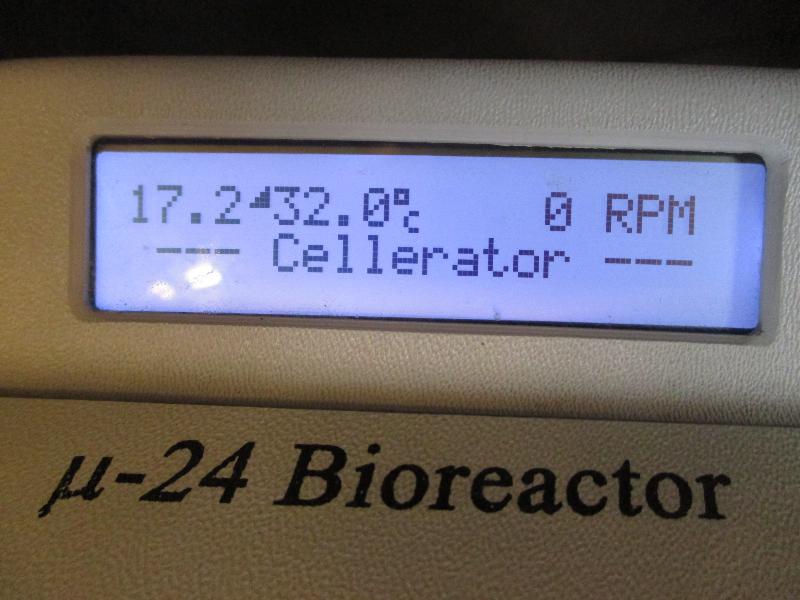 17.2◢32.0°C 0 RPM
--- Cellerator ---
μ-24 Bioreactor